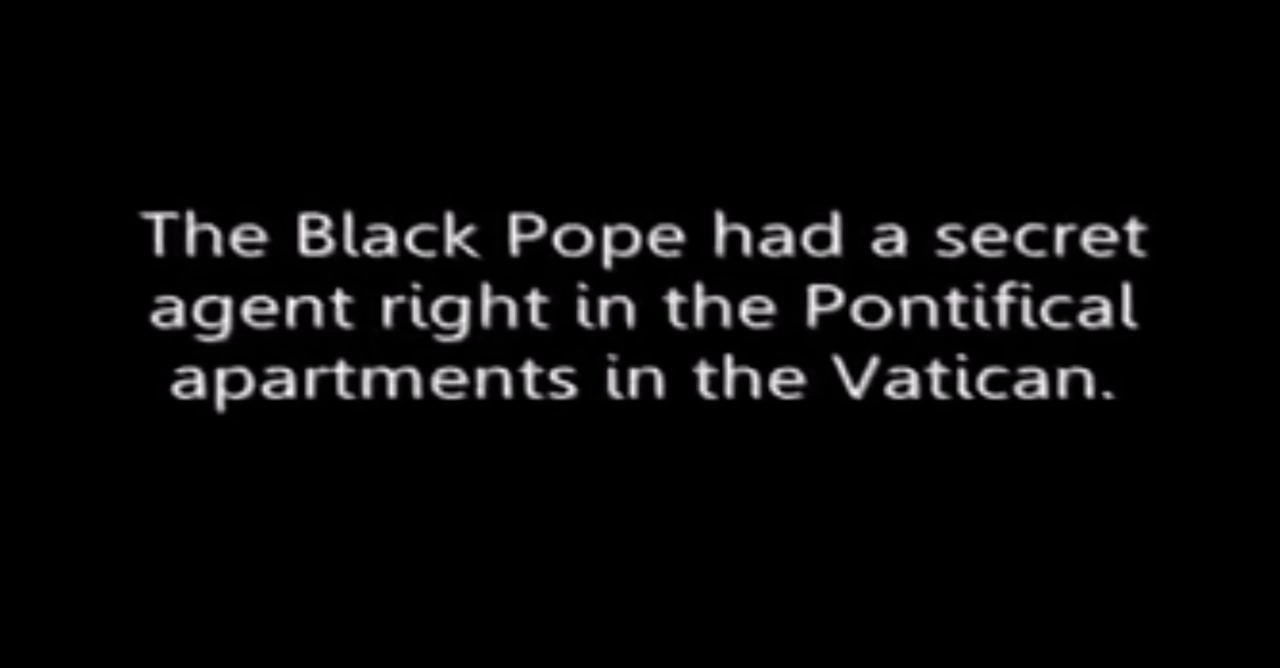 The Black Pope had a secret
agent right in the Pontifical
apartments in the Vatican.